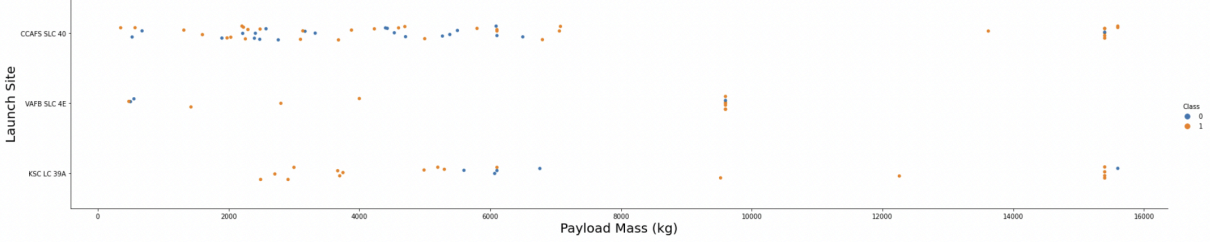 CCAFS SLC 40
VAFB SLC 4E
KSC LC 39A
Launch Site
0 2000 4000 6000 8000 10000 12000 14000 16000
Payload Mass (kg)
Class
0
1